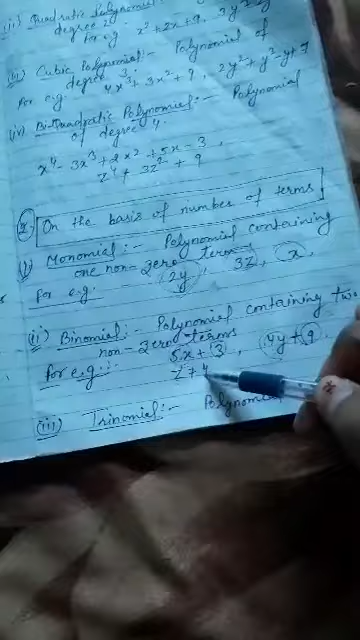 (ii) Quadratic Polynomial
degree 2.
For e.g. x² + 2x + 9, 3y²
(iii) Cubic Polynomial:- Polynomial of
degree 3.
For e.g. 4x³ + 3x² + 9, 2y³ + y² - y + 7
(iv) Bi-Quadratic Polynomial:- Polynomial
of degree 4.
x⁴ - 3x³ + 2x² + 5x - 3,
z⁴ + 3z² + 9
2. On the basis of number of terms
(i) Monomial:- Polynomial containing
one non-zero term
for e.g: 2y, 3z, x,
(ii) Binomial:- Polynomial containing two
non-zero terms
for e.g:- 5x + 3, 4y + 9,
z + 4
(iii) Trinomial:- Polynomial